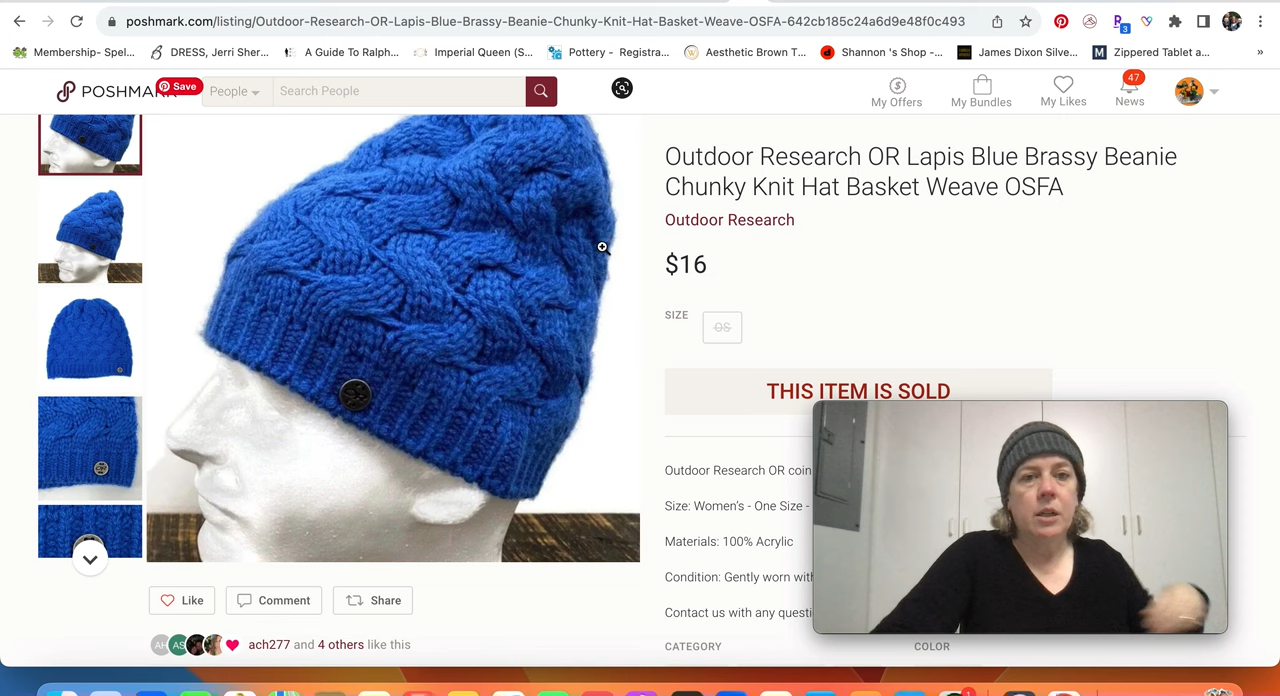 poshmark.com/listing/Outdoor-Research-OR-Lapis-Blue-Brassy-Beanie-Chunky-Knit-Hat-Basket-Weave-OSFA-642cb185c24a6d9e48f0c493
3
Membership- Spel... DRESS, Jerri Sher... A Guide To Ralph... Imperial Queen (S... Pottery - Registra... Aesthetic Brown T... Shannon 's Shop -... James Dixon Silve... M Zippered Tablet a... »
POSHMARK Save People Search People
My Offers My Bundles My Likes 47 News
Outdoor Research OR Lapis Blue Brassy Beanie
Chunky Knit Hat Basket Weave OSFA
Outdoor Research
$16
SIZE OS
THIS ITEM IS SOLD
Outdoor Research OR coin
Size: Women's - One Size -
Materials: 100% Acrylic
Condition: Gently worn with
Contact us with any questi
CATEGORY COLOR
Like Comment Share
AH AS ach277 and 4 others like this
1